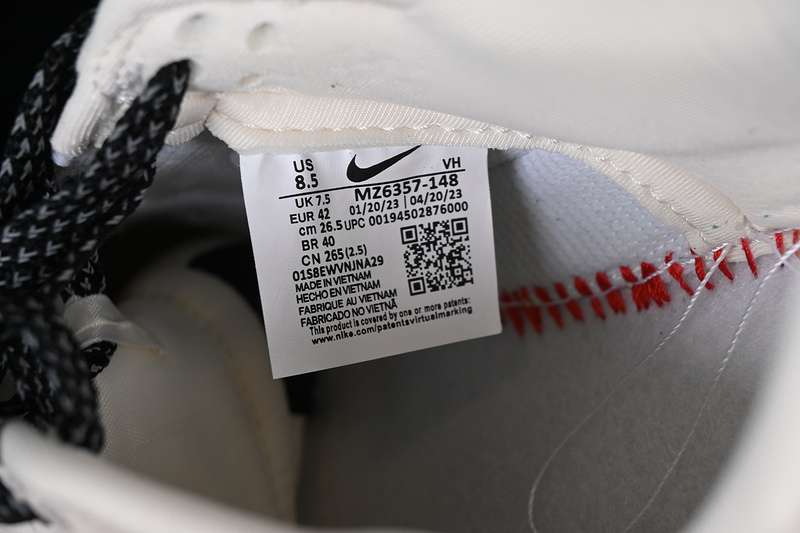 US VH
8.5 MZ6357-148
UK 7.5 01/20/23 | 04/20/23
EUR 42 UPC 00194502876000
cm 26.5
BR 40
CN 265 (2.5)
01S8EWVNJNA29
MADE IN VIETNAM
HECHO EN VIETNAM
FABRIQUE AU VIETNAM
FABRICADO NO VIETNÃ
This product is covered by one or more patents:
www.nike.com/patentsvirtualmarking